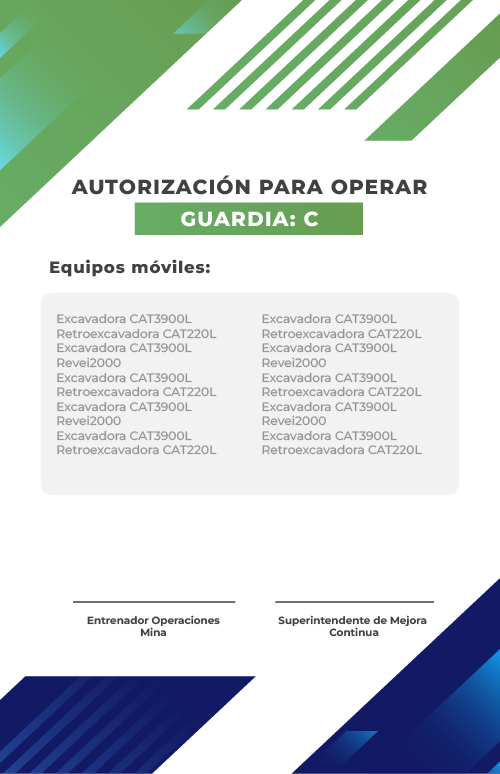 AUTORIZACIÓN PARA OPERAR
GUARDIA: C
Equipos móviles:
Excavadora CAT3900L
Retroexcavadora CAT220L
Excavadora CAT3900L
Revei2000
Excavadora CAT3900L
Retroexcavadora CAT220L
Excavadora CAT3900L
Revei2000
Excavadora CAT3900L
Retroexcavadora CAT220L
Excavadora CAT3900L
Retroexcavadora CAT220L
Excavadora CAT3900L
Revei2000
Excavadora CAT3900L
Retroexcavadora CAT220L
Excavadora CAT3900L
Revei2000
Excavadora CAT3900L
Retroexcavadora CAT220L
Entrenador Operaciones
Mina
Superintendente de Mejora
Continua